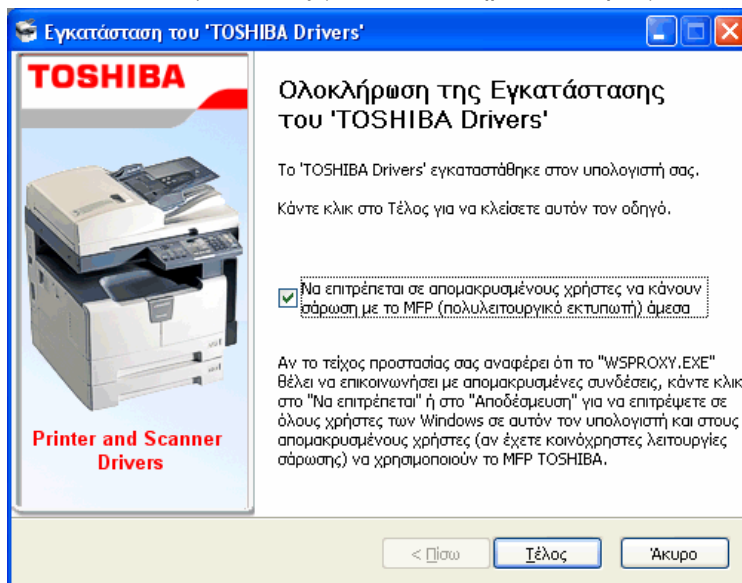 Εγκατάσταση του 'TOSHIBA Drivers'
TOSHIBA
Ολοκλήρωση της Εγκατάστασης
του 'TOSHIBA Drivers'
Το 'TOSHIBA Drivers' εγκαταστάθηκε στον υπολογιστή σας.
Κάντε κλικ στο Τέλος για να κλείσετε αυτόν τον οδηγό.
Να επιτρέπεται σε απομακρυσμένους χρήστες να κάνουν
σάρωση με το MFP (πολυλειτουργικό εκτυπωτή) άμεσα
Αν το τείχος προστασίας σας αναφέρει ότι το "WSPROXY.EXE"
θέλει να επικοινωνήσει με απομακρυσμένες συνδέσεις, κάντε κλικ
στο "Να επιτρέπεται" ή στο "Αποδέσμευση" για να επιτρέψετε σε
όλους χρήστες των Windows σε αυτόν τον υπολογιστή και στους
απομακρυσμένους χρήστες (αν έχετε κοινόχρηστες λειτουργίες
σάρωσης) να χρησιμοποιούν το MFP TOSHIBA.
Printer and Scanner
Drivers
< Πίσω
Τέλος
Άκυρο